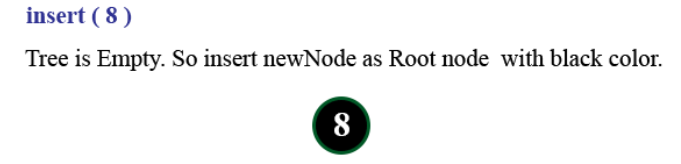 insert ( 8 )
Tree is Empty. So insert newNode as Root node with black color.
8